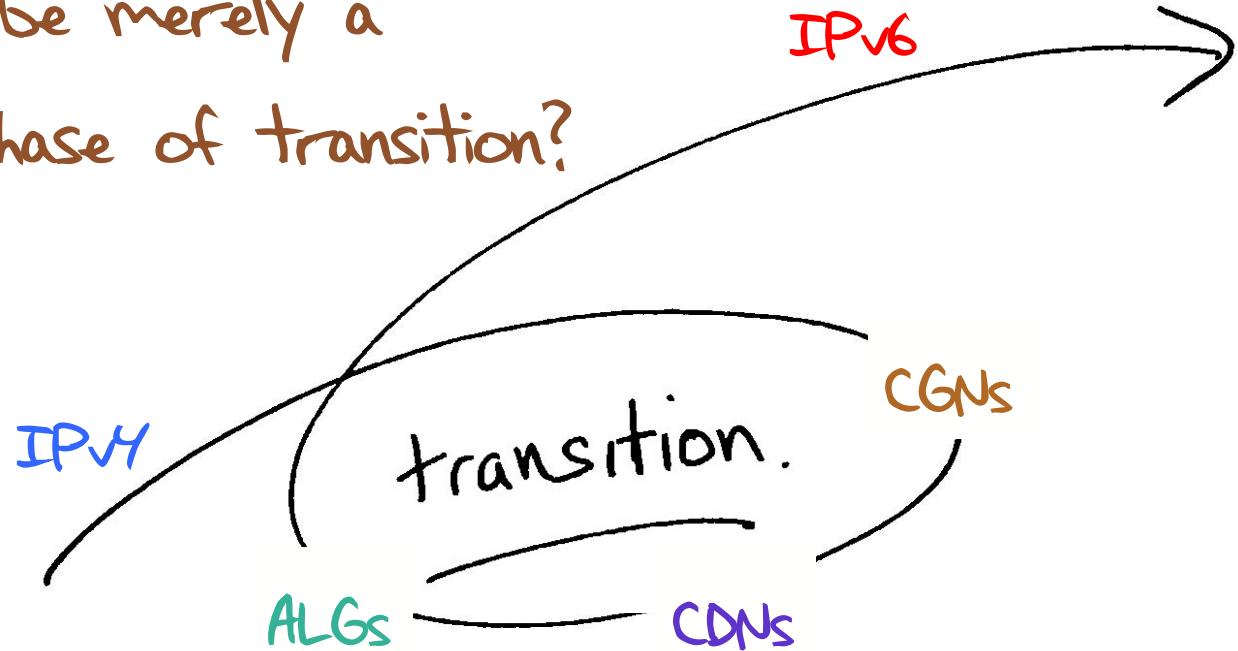 be merely a
IPv6
hase of transition?
CGNs
IPv4
transition.
ALGs
CDNs